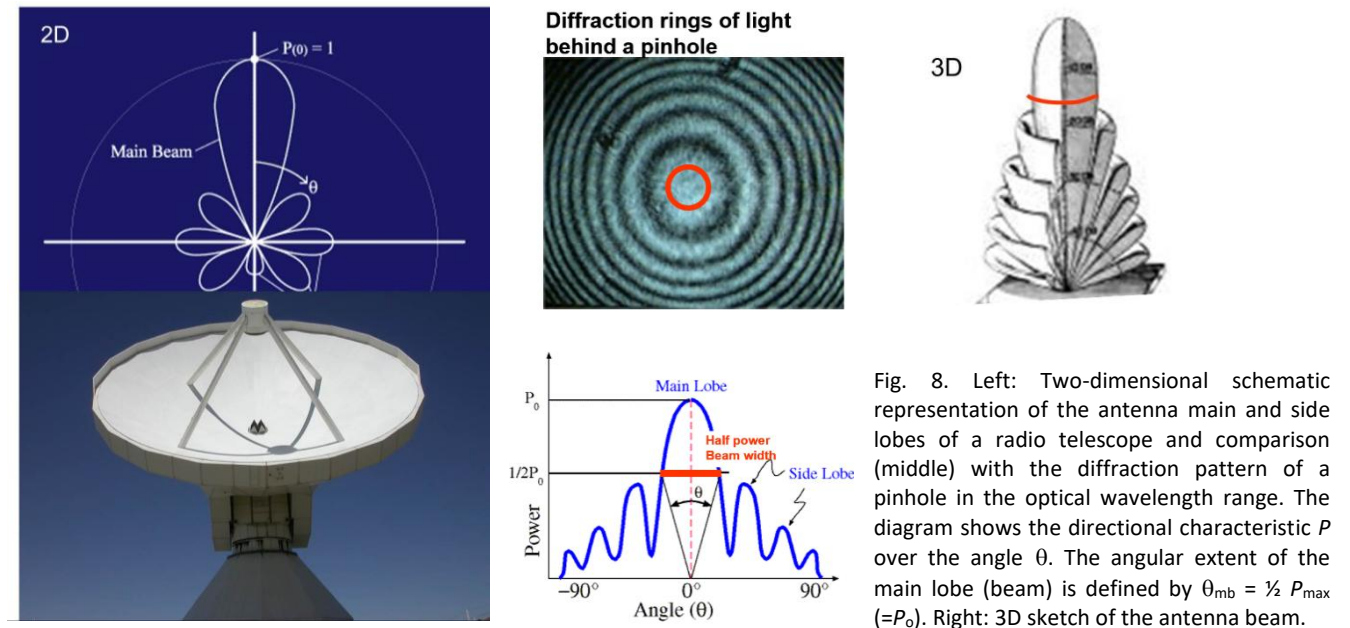 2D
P(0) = 1
Main Beam
θ
Diffraction rings of light
behind a pinhole
3D
Main Lobe
P₀
Half power
Beam width
1/2P₀
Side Lobe
θ
Power
−90°
0°
90°
Angle (θ)
Fig. 8. Left: Two-dimensional schematic
representation of the antenna main and side
lobes of a radio telescope and comparison
(middle) with the diffraction pattern of a
pinhole in the optical wavelength range. The
diagram shows the directional characteristic P
over the angle θ. The angular extent of the
main lobe (beam) is defined by θmb = ½ Pmax
(=Po). Right: 3D sketch of the antenna beam.